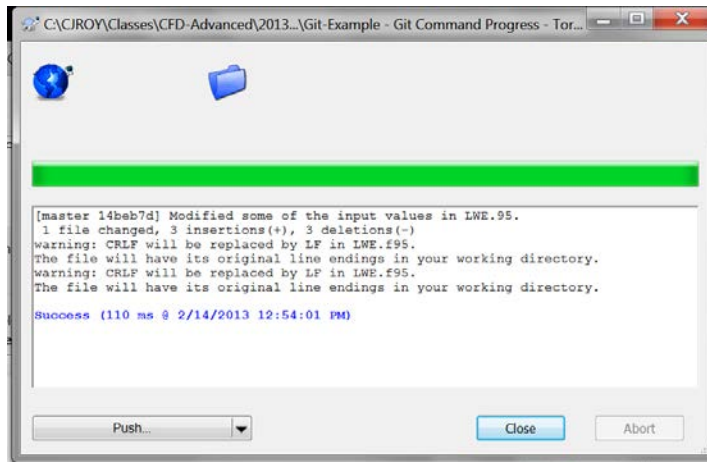 C:\CJROY\Classes\CFD-Advanced\2013...\Git-Example - Git Command Progress - Tor...
[master 14beb7d] Modified some of the input values in LWE.95.
1 file changed, 3 insertions(+), 3 deletions(-)
warning: CRLF will be replaced by LF in LWE.f95.
The file will have its original line endings in your working directory.
warning: CRLF will be replaced by LF in LWE.f95.
The file will have its original line endings in your working directory.
Success (110 ms @ 2/14/2013 12:54:01 PM)
Push...
Close
Abort